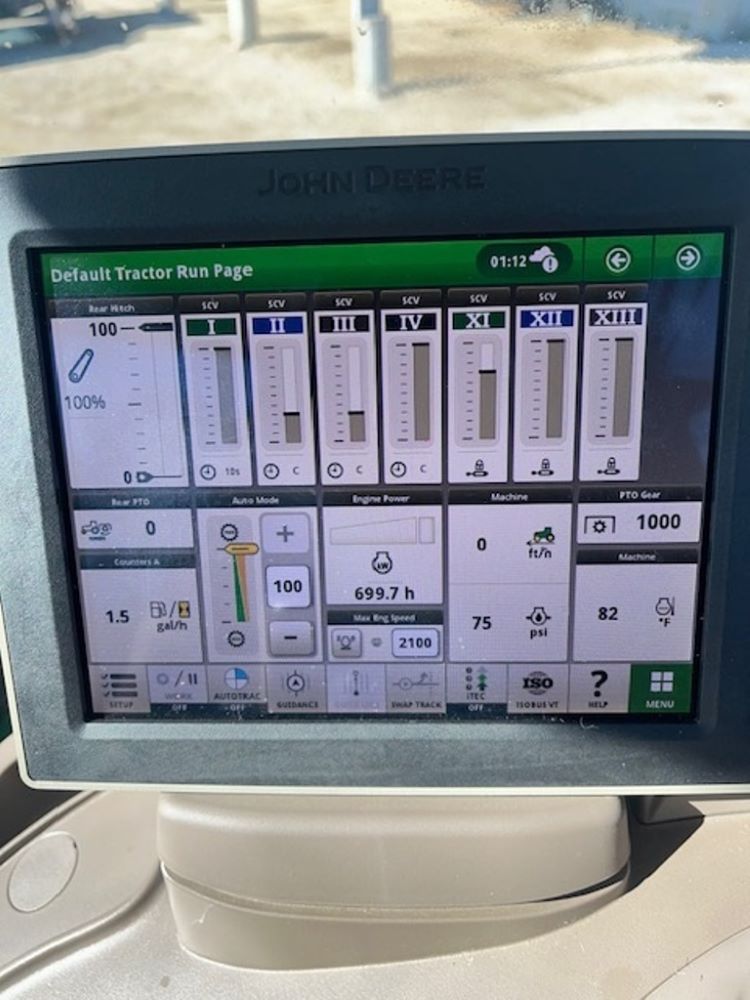 JOHN DEERE
Default Tractor Run Page
01:12
Rear Hitch
100
100%
0
SCV
I
10s
SCV
II
C
SCV
III
C
SCV
IV
C
SCV
XI
SCV
XII
SCV
XIII
Rear PTO
0
Auto Mode
+
100
−
Engine Power
kW
699.7 h
Machine
0
ft/h
75
psi
PTO Gear
1000
Counters A
1.5
gal/h
Max Eng Speed
2100
Machine
82
°F
SETUP
WORK
OFF
AUTOTRAC
OFF
GUIDANCE
SWAP TRACK
iTEC
OFF
ISO
ISOBUS VT
?
HELP
MENU